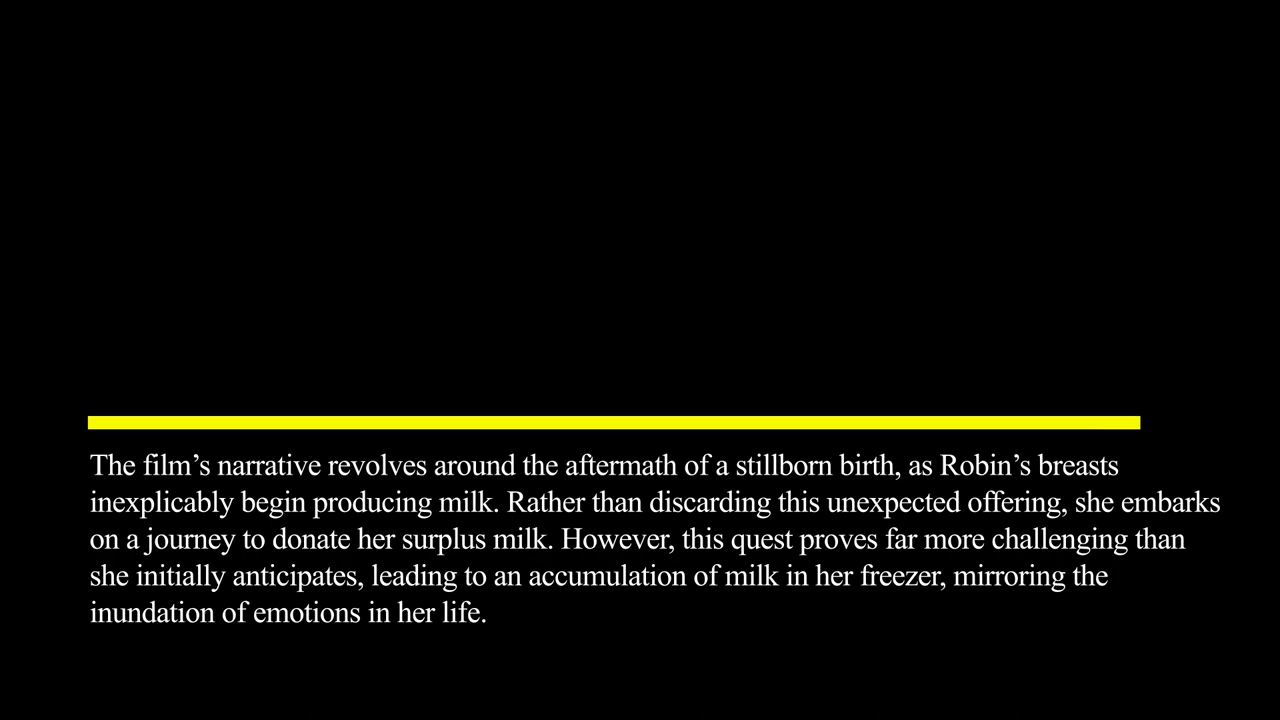 The film’s narrative revolves around the aftermath of a stillborn birth, as Robin’s breasts
inexplicably begin producing milk. Rather than discarding this unexpected offering, she embarks
on a journey to donate her surplus milk. However, this quest proves far more challenging than
she initially anticipates, leading to an accumulation of milk in her freezer, mirroring the
inundation of emotions in her life.